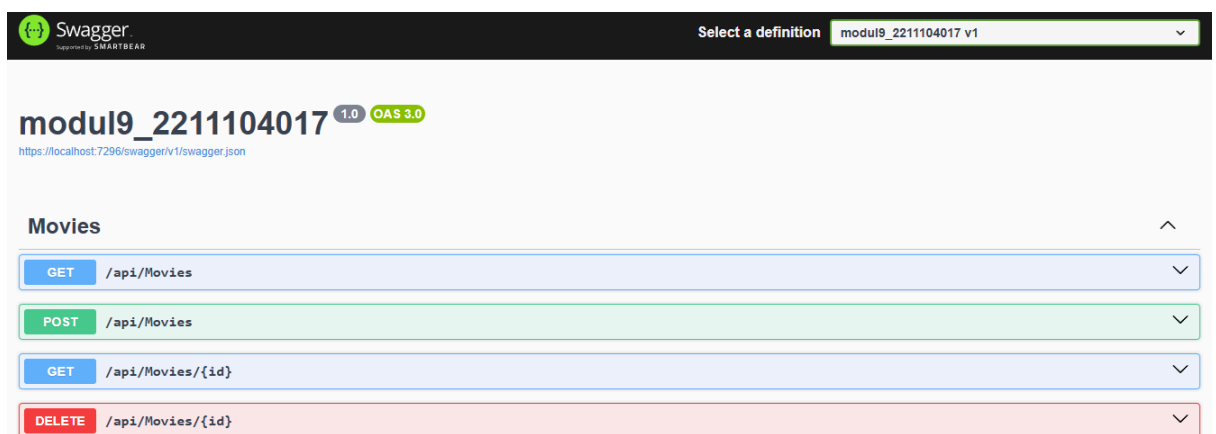 Swagger.
Supported by SMARTBEAR
Select a definition
modul9_2211104017 v1
modul9_2211104017 1.0 OAS 3.0
https://localhost:7296/swagger/v1/swagger.json
Movies
GET /api/Movies
POST /api/Movies
GET /api/Movies/{id}
DELETE /api/Movies/{id}